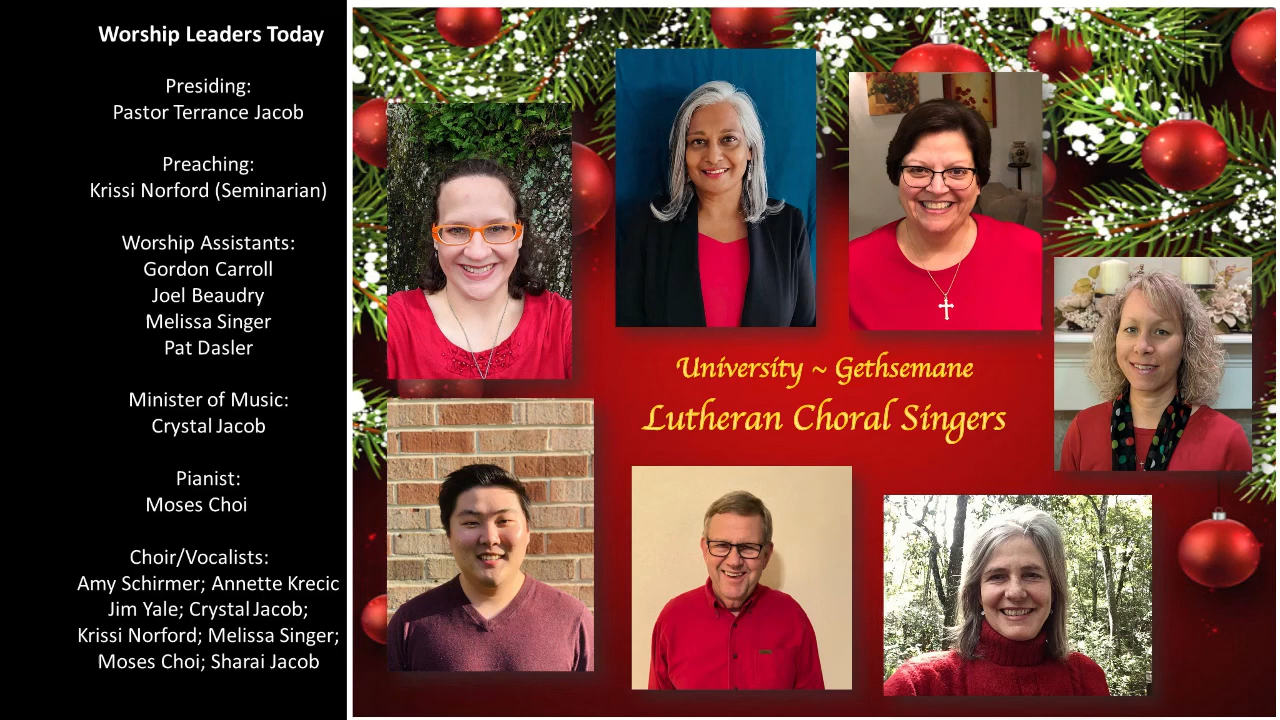 Worship Leaders Today
Presiding:
Pastor Terrance Jacob
Preaching:
Krissi Norford (Seminarian)
Worship Assistants:
Gordon Carroll
Joel Beaudry
Melissa Singer
Pat Dasler
Minister of Music:
Crystal Jacob
Pianist:
Moses Choi
Choir/Vocalists:
Amy Schirmer; Annette Krecic
Jim Yale; Crystal Jacob;
Krissi Norford; Melissa Singer;
Moses Choi; Sharai Jacob
University ~ Gethsemane
Lutheran Choral Singers